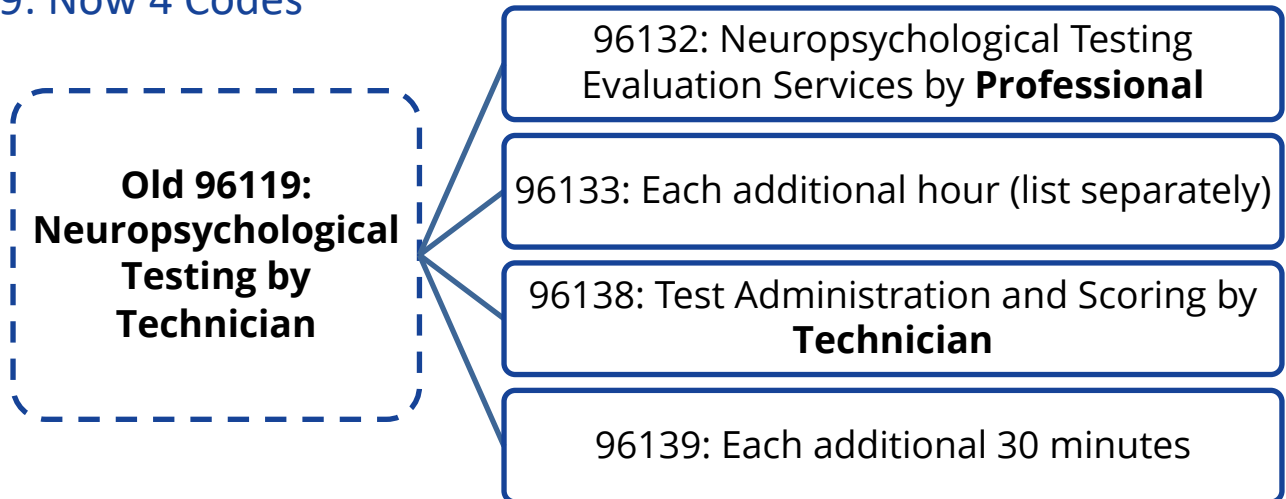 9: Now 4 Codes
Old 96119:
Neuropsychological
Testing by
Technician
96132: Neuropsychological Testing
Evaluation Services by Professional
96133: Each additional hour (list separately)
96138: Test Administration and Scoring by
Technician
96139: Each additional 30 minutes